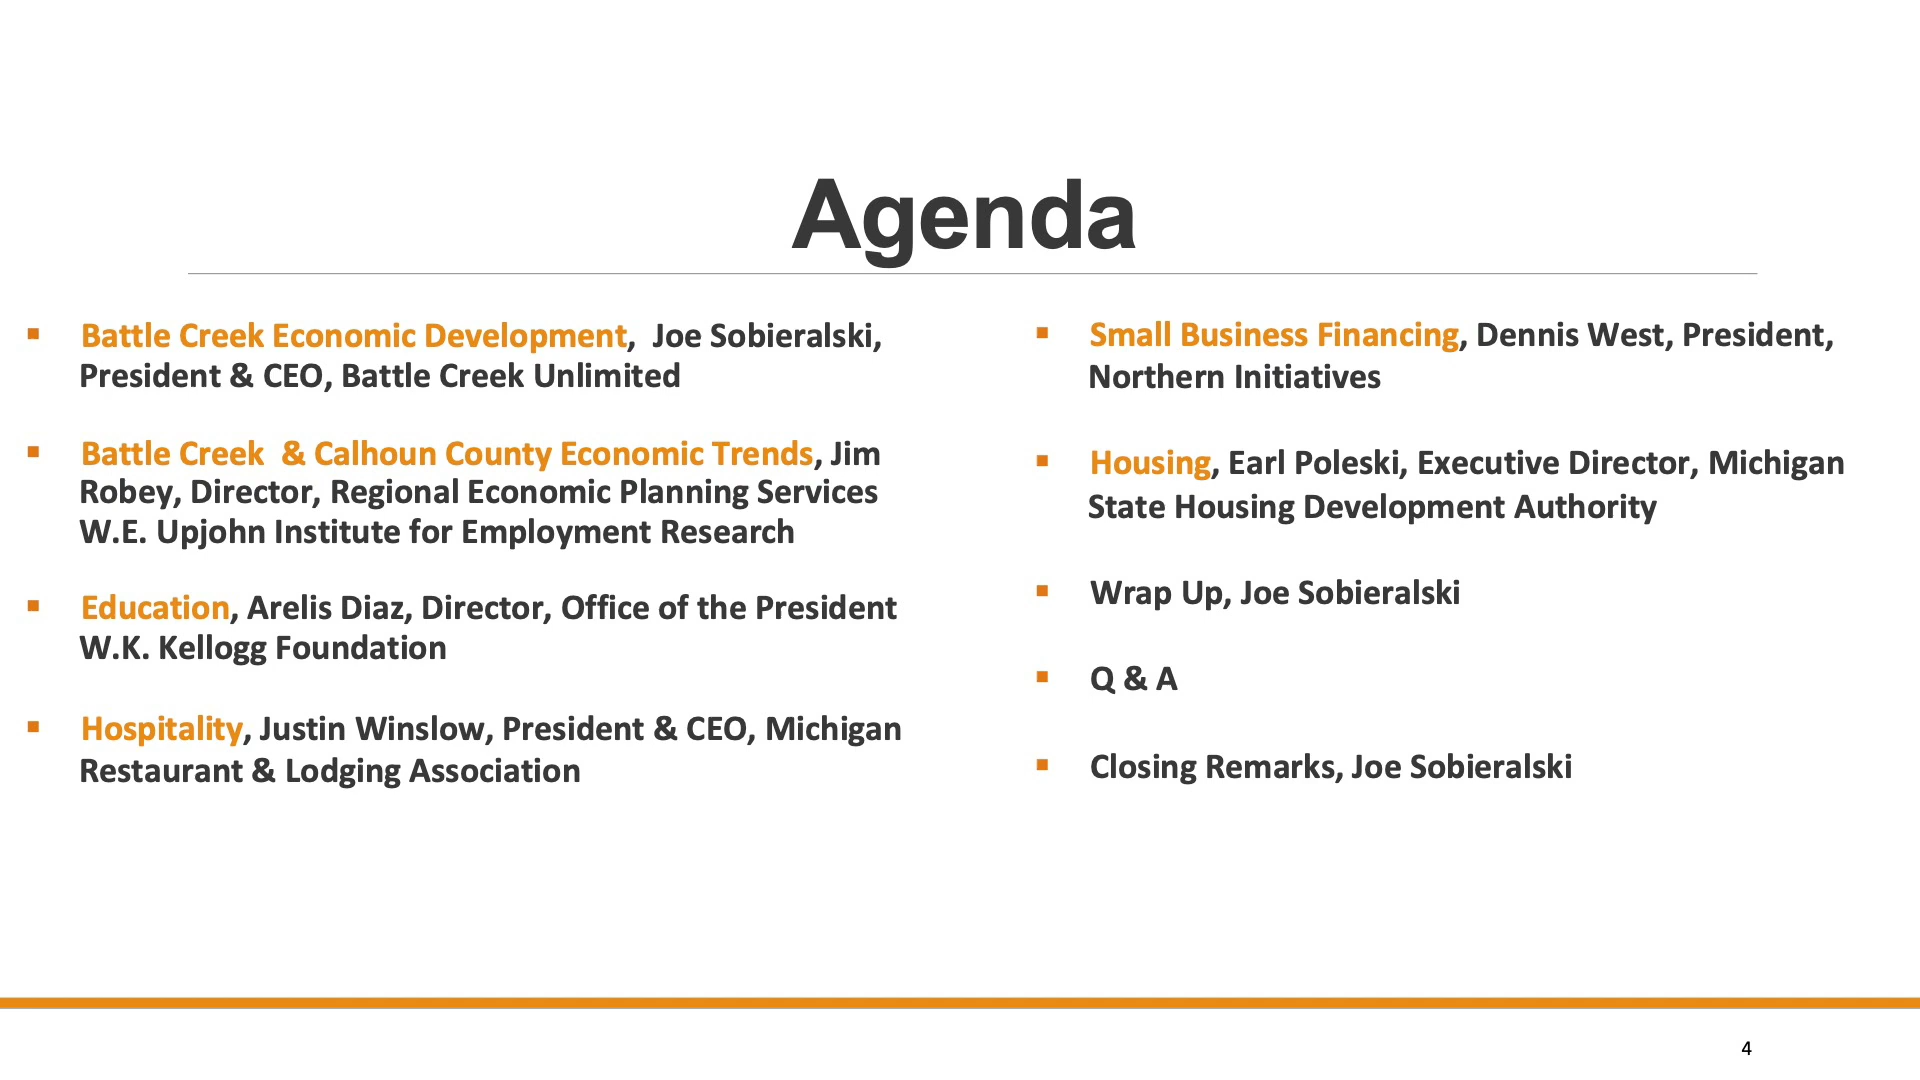 Agenda
▪ Battle Creek Economic Development,  Joe Sobieralski,
President & CEO, Battle Creek Unlimited
▪ Battle Creek  & Calhoun County Economic Trends, Jim
Robey, Director, Regional Economic Planning Services
W.E. Upjohn Institute for Employment Research
▪ Education, Arelis Diaz, Director, Office of the President
W.K. Kellogg Foundation
▪ Hospitality, Justin Winslow, President & CEO, Michigan
Restaurant & Lodging Association
▪ Small Business Financing, Dennis West, President,
Northern Initiatives
▪ Housing, Earl Poleski, Executive Director, Michigan
State Housing Development Authority
▪ Wrap Up, Joe Sobieralski
▪ Q & A
▪ Closing Remarks, Joe Sobieralski
4